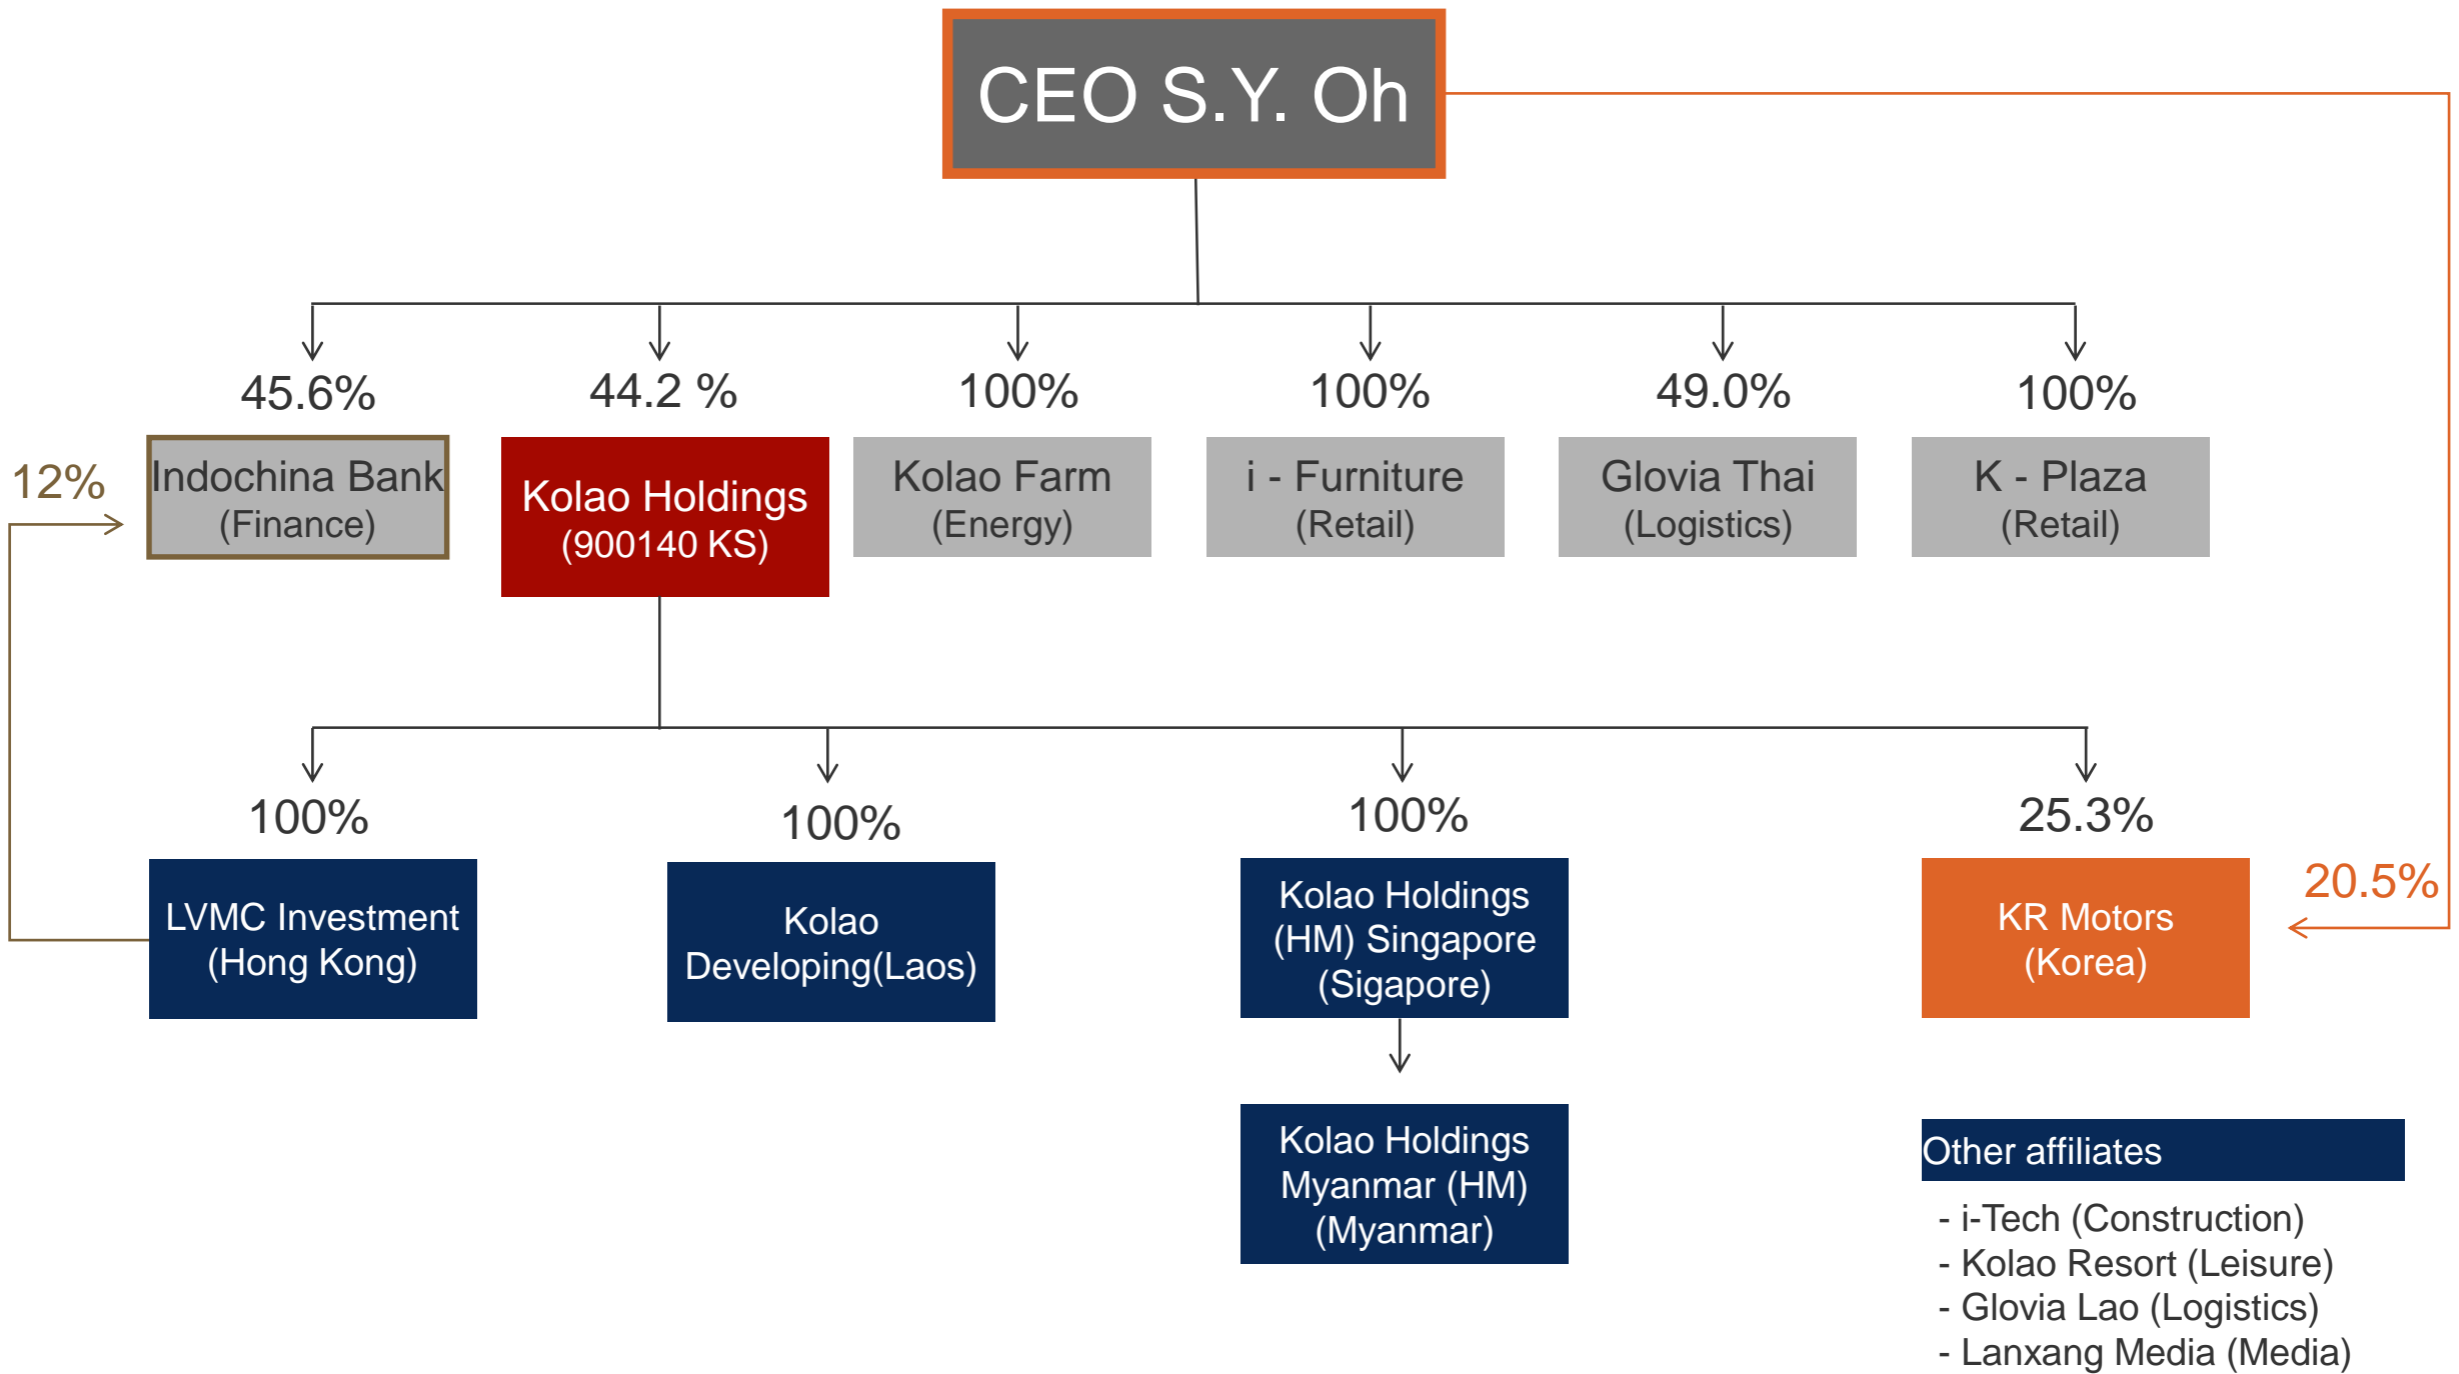 CEO S.Y. Oh
45.6%
44.2 %
100%
100%
49.0%
100%
12%
Indochina Bank
(Finance)
Kolao Holdings
(900140 KS)
Kolao Farm
(Energy)
i - Furniture
(Retail)
Glovia Thai
(Logistics)
K - Plaza
(Retail)
100%
100%
100%
25.3%
20.5%
LVMC Investment
(Hong Kong)
Kolao
Developing(Laos)
Kolao Holdings
(HM) Singapore
(Sigapore)
KR Motors
(Korea)
Kolao Holdings
Myanmar (HM)
(Myanmar)
Other affiliates
- i-Tech (Construction)
- Kolao Resort (Leisure)
- Glovia Lao (Logistics)
- Lanxang Media (Media)